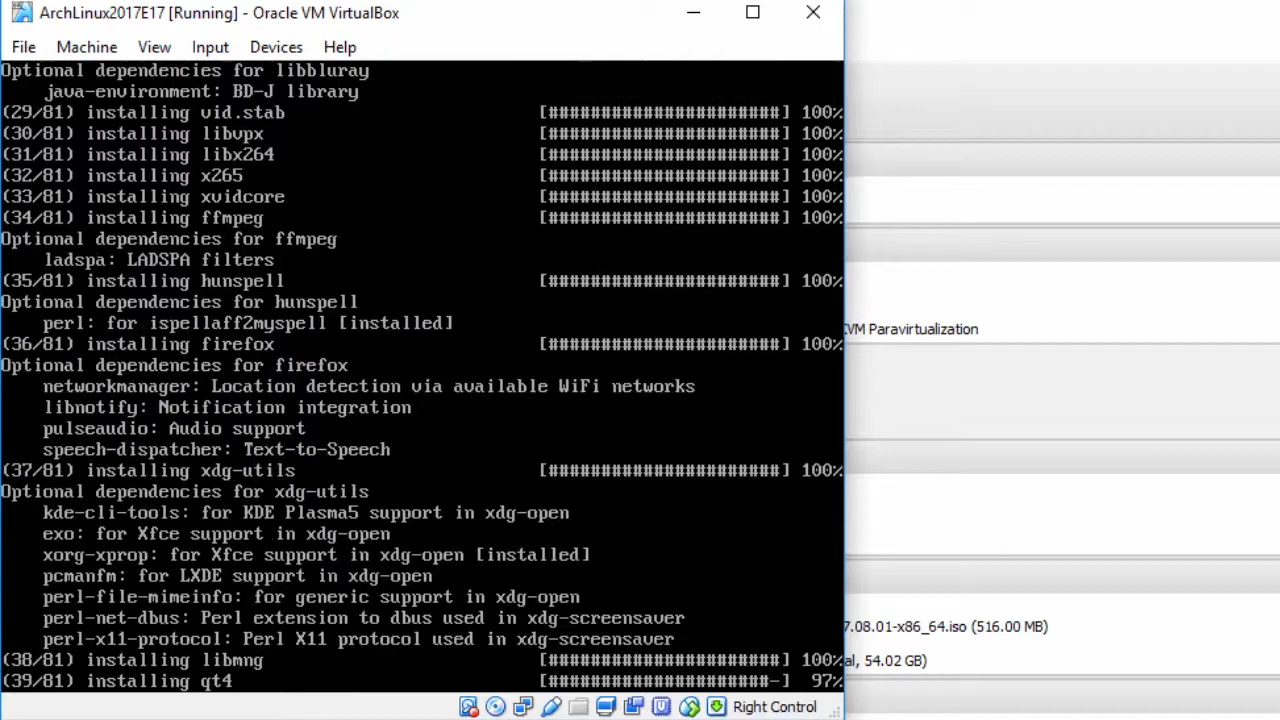 ArchLinux2017E17 [Running] - Oracle VM VirtualBox
File Machine View Input Devices Help
Optional dependencies for libbluray
java-environment: BD-J library
(29/81) installing vid.stab [######################] 100%
(30/81) installing libvpx [######################] 100%
(31/81) installing libx264 [######################] 100%
(32/81) installing x265 [######################] 100%
(33/81) installing xvidcore [######################] 100%
(34/81) installing ffmpeg [######################] 100%
Optional dependencies for ffmpeg
ladspa: LADSPA filters
(35/81) installing hunspell [######################] 100%
Optional dependencies for hunspell
perl: for ispellaff2myspell [installed]
(36/81) installing firefox [######################] 100%
Optional dependencies for firefox
networkmanager: Location detection via available WiFi networks
libnotify: Notification integration
pulseaudio: Audio support
speech-dispatcher: Text-to-Speech
(37/81) installing xdg-utils [######################] 100%
Optional dependencies for xdg-utils
kde-cli-tools: for KDE Plasma5 support in xdg-open
exo: for Xfce support in xdg-open
xorg-xprop: for Xfce support in xdg-open [installed]
pcmanfm: for LXDE support in xdg-open
perl-file-mimeinfo: for generic support in xdg-open
perl-net-dbus: Perl extension to dbus used in xdg-screensaver
perl-x11-protocol: Perl X11 protocol used in xdg-screensaver
(38/81) installing libmng [######################] 100%
(39/81) installing qt4 [#####################-] 97%
Right Control
Paravirtualization
7.08.01-x86_64.iso (516.00 MB)
al, 54.02 GB)